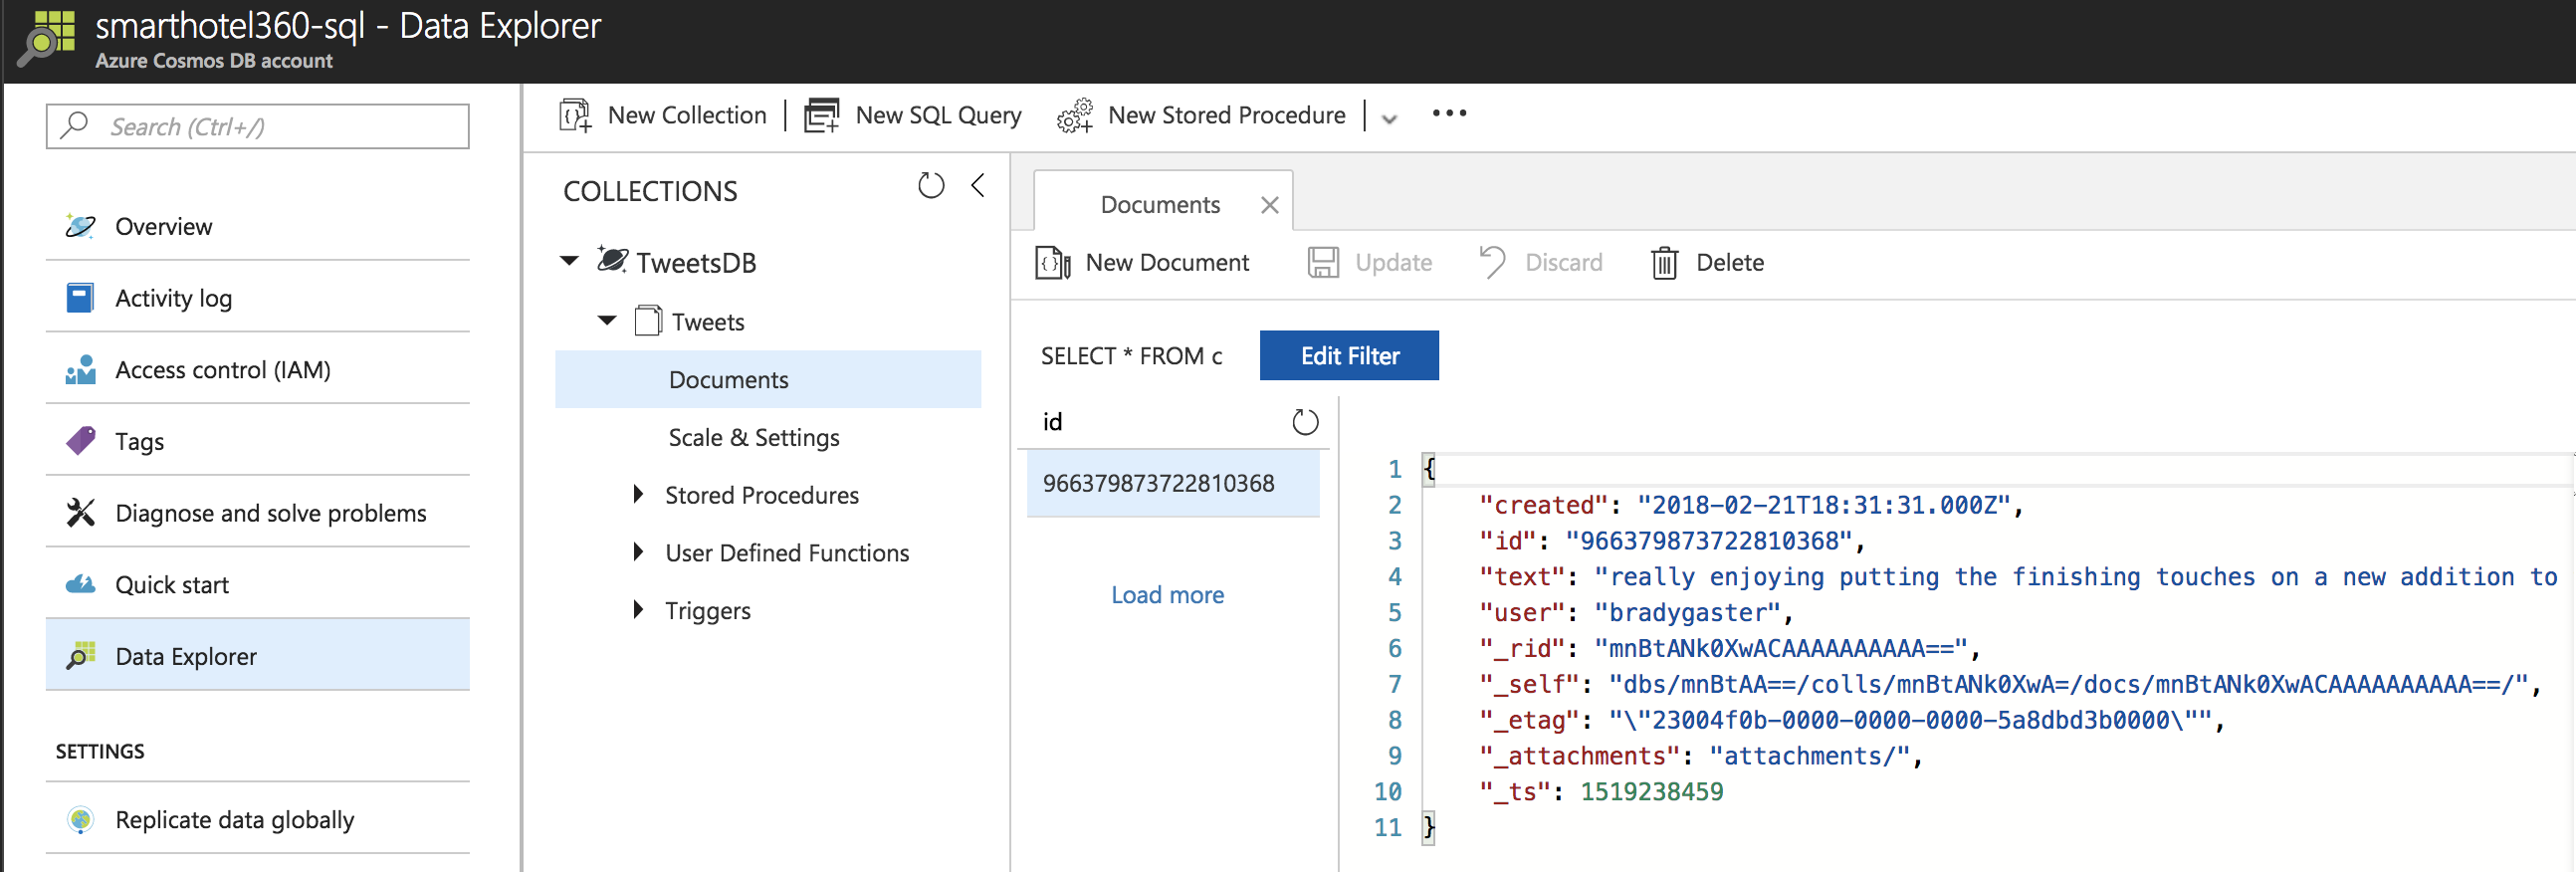 smarthotel360-sql - Data Explorer
Azure Cosmos DB account
Search (Ctrl+/)
Overview
Activity log
Access control (IAM)
Tags
Diagnose and solve problems
Quick start
Data Explorer
SETTINGS
Replicate data globally
New Collection
New SQL Query
New Stored Procedure
COLLECTIONS
TweetsDB
Tweets
Documents
Scale & Settings
Stored Procedures
User Defined Functions
Triggers
Documents
New Document
Update
Discard
Delete
SELECT * FROM c
Edit Filter
id
966379873722810368
Load more
1 {
2 "created": "2018-02-21T18:31:31.000Z",
3 "id": "966379873722810368",
4 "text": "really enjoying putting the finishing touches on a new addition to
5 "user": "bradygaster",
6 "_rid": "mnBtANk0XwACAAAAAAAAAA==",
7 "_self": "dbs/mnBtAA==/colls/mnBtANk0XwA=/docs/mnBtANk0XwACAAAAAAAAAA==/",
8 "_etag": "\"23004f0b-0000-0000-0000-5a8dbd3b0000\"",
9 "_attachments": "attachments/",
10 "_ts": 1519238459
11 }